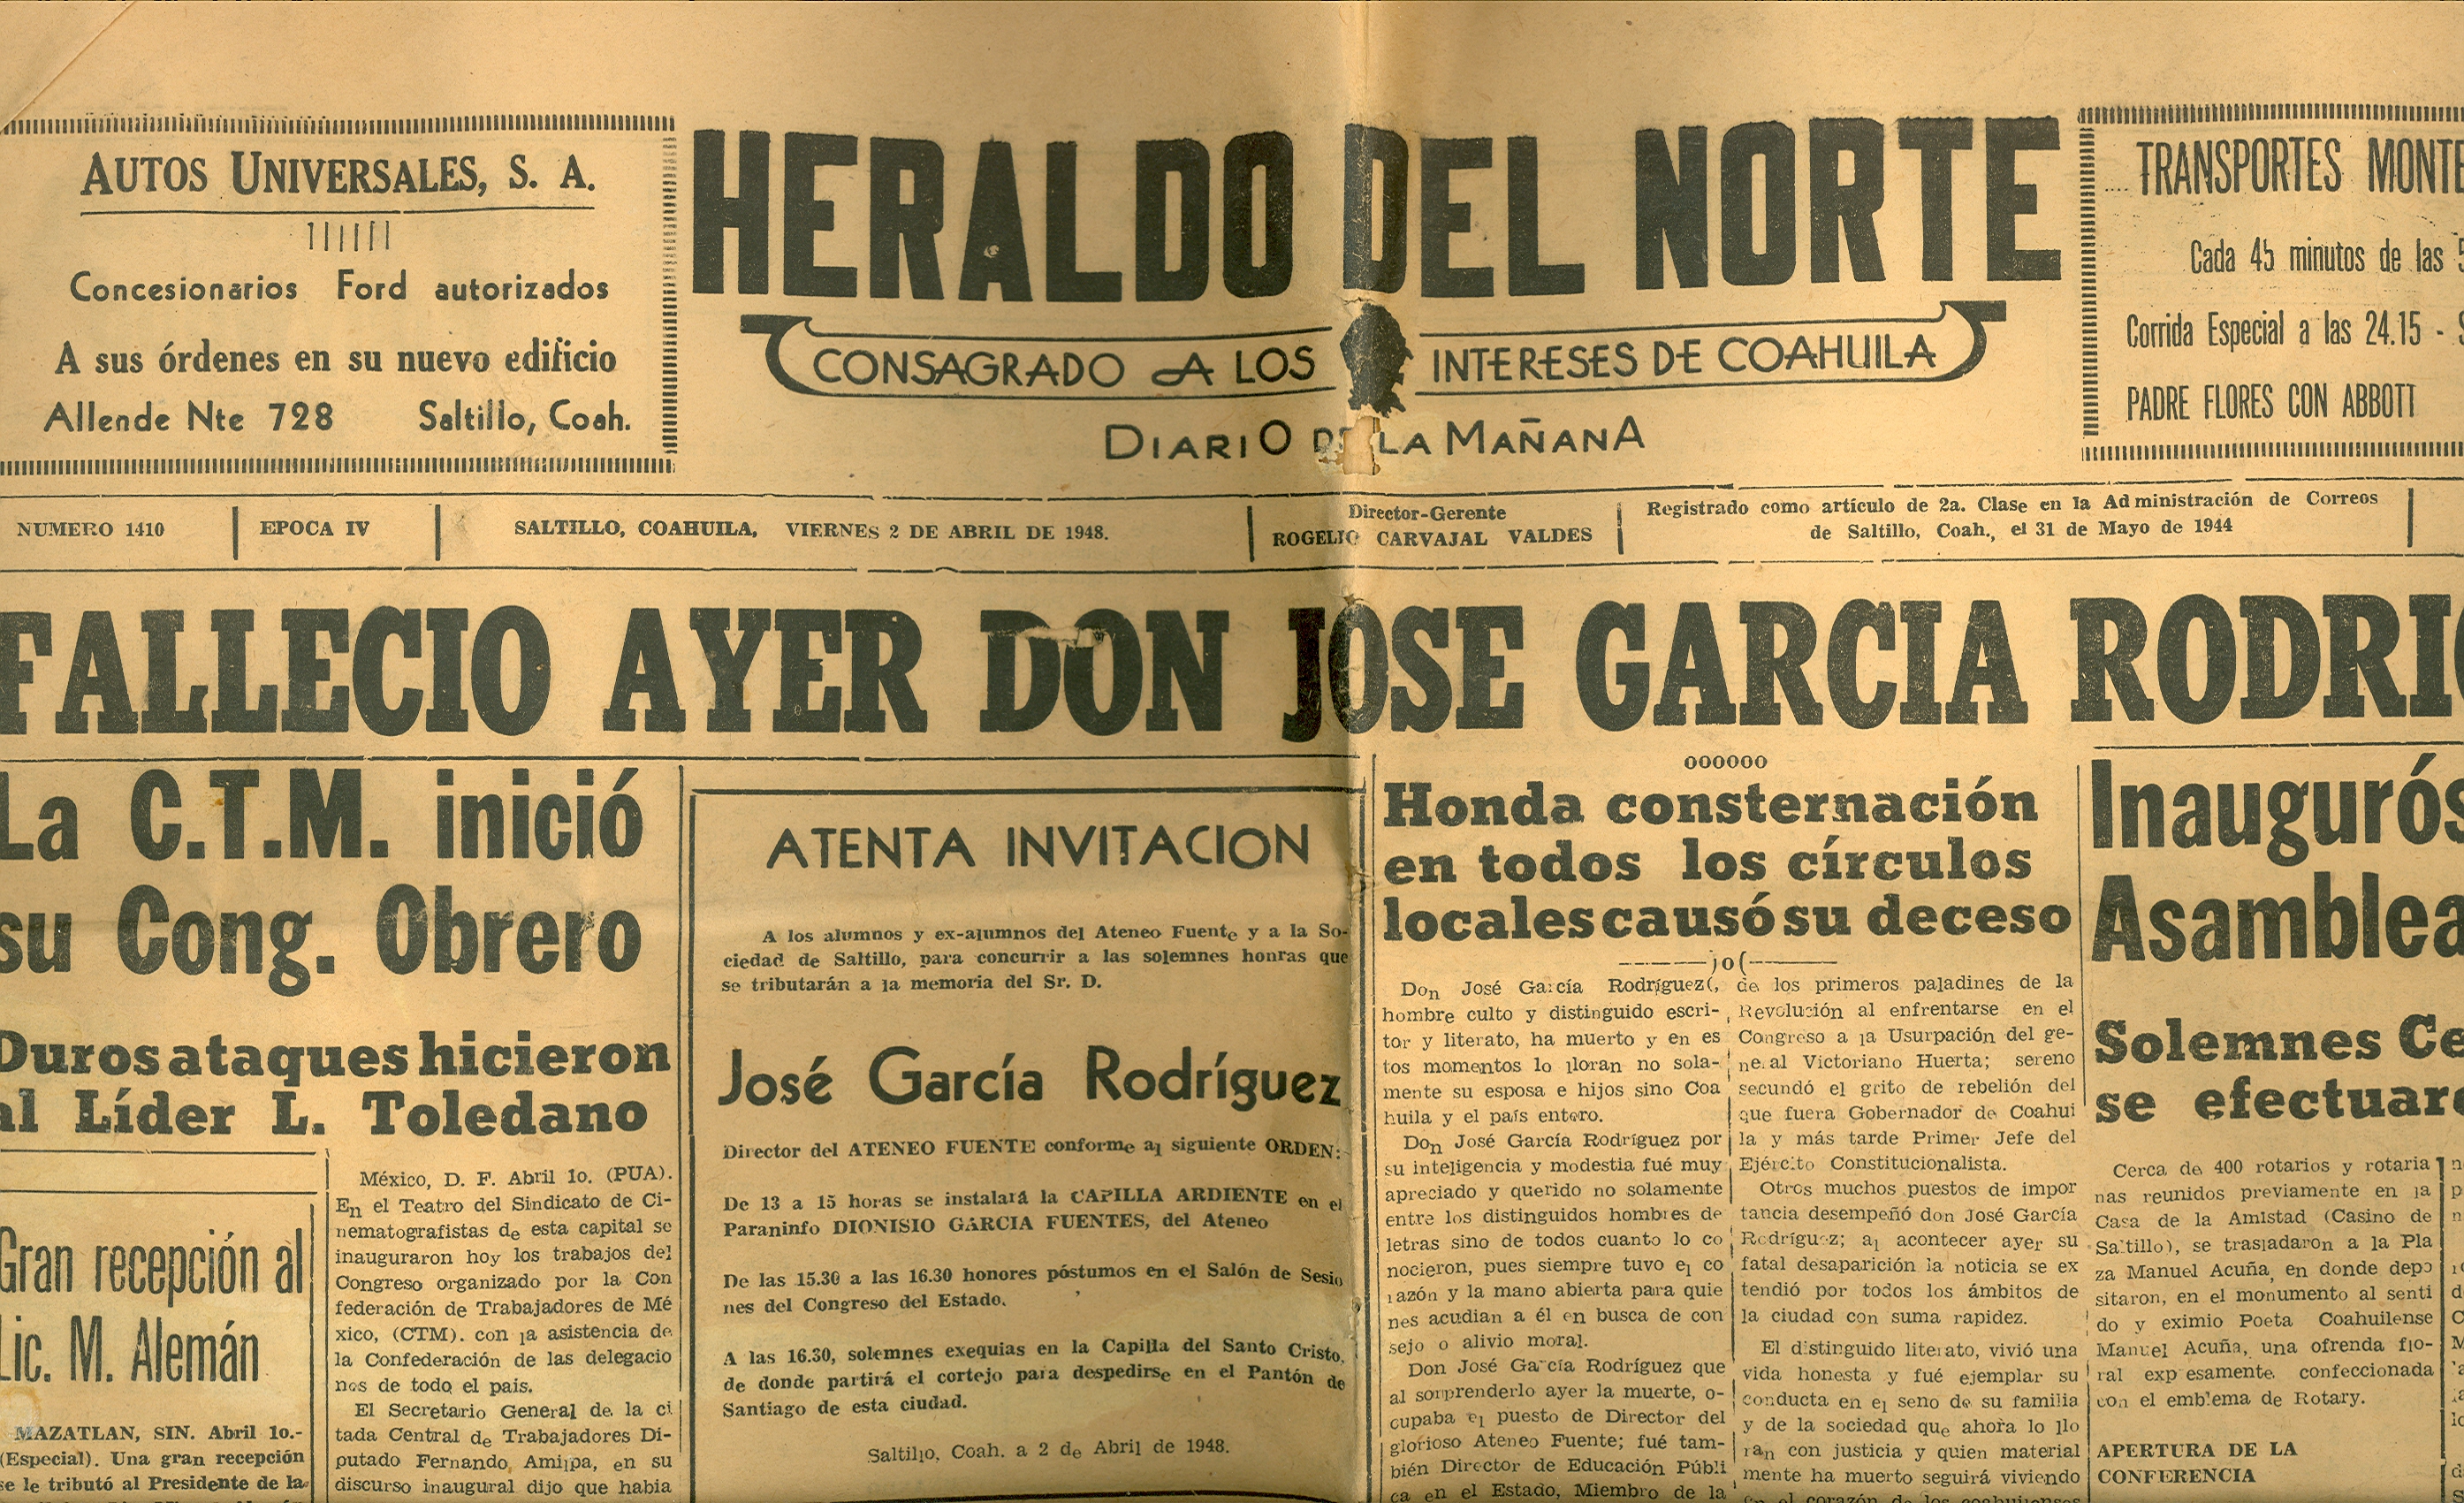 AUTOS UNIVERSALES, S. A.
Concesionarios Ford autorizados
A sus órdenes en su nuevo edificio
Allende Nte 728 Saltillo, Coah.
HERALDO DEL NORTE
CONSAGRADO A LOS INTERESES DE COAHUILA
DIARIO DE LA MAÑANA
TRANSPORTES MONTE
Cada 45 minutos de las 5
Corrida Especial a las 24.15 -
PADRE FLORES CON ABBOTT
NUMERO 1410
EPOCA IV
SALTILLO, COAHUILA, VIERNES 2 DE ABRIL DE 1948.
Director-Gerente
ROGELIO CARVAJAL VALDES
Registrado como artículo de 2a. Clase en la Administración de Correos
de Saltillo, Coah., el 31 de Mayo de 1944
FALLECIO AYER DON JOSE GARCIA RODRIG
La C.T.M. inició
su Cong. Obrero
Duros ataques hicieron
al Líder L. Toledano
Gran recepción al
Lic. M. Alemán
MAZATLAN, SIN. Abril 1o.-
(Especial). Una gran recepción
se le tributó al Presidente de la
México, D. F. Abril 1o. (PUA).
En el Teatro del Sindicato de Ci-
nematografistas de esta capital se
inauguraron hoy los trabajos del
Congreso organizado por la Con
federación de Trabajadores de Mé
xico, (CTM). con la asistencia de
la Confederación de las delegacio
nes de todo el pais.
El Secretario General de la ci
tada Central de Trabajadores Di-
putado Fernando Amilpa, en su
discurso inaugural dijo que habia
ATENTA INVITACION
A los alumnos y ex-alumnos del Ateneo Fuente y a la So-
ciedad de Saltillo, para concurrir a las solemnes honras que
se tributarán a la memoria del Sr. D.
José García Rodríguez
Director del ATENEO FUENTE conforme al siguiente ORDEN:
De 13 a 15 horas se instalará la CAPILLA ARDIENTE en el
Paraninfo DIONISIO GARCIA FUENTES, del Ateneo
De las 15.30 a las 16.30 honores póstumos en el Salón de Sesio
nes del Congreso del Estado.
A las 16.30, solemnes exequias en la Capilla del Santo Cristo,
de donde partirá el cortejo para despedirse en el Pantón de
Santiago de esta ciudad.
Saltillo, Coah. a 2 de Abril de 1948.
oooooo
Honda consternación
en todos los círculos
locales causó su deceso
)o(
Don José García Rodríguez(,
hombre culto y distinguido escri-
tor y literato, ha muerto y en es
tos momentos lo lloran no sola-
mente su esposa e hijos sino Coa
huila y el país entero.
Don José García Rodríguez por
su inteligencia y modestia fué muy
apreciado y querido no solamente
entre los distinguidos hombres de
letras sino de todos cuanto lo co
nocieron, pues siempre tuvo el co
razón y la mano abierta para quie
nes acudian a él en busca de con
sejo o alivio moral.
Don José García Rodríguez que
al sorprenderlo ayer la muerte, o-
cupaba el puesto de Director del
glorioso Ateneo Fuente; fué tam-
bién Director de Educación Públi
ca en el Estado, Miembro de la
de los primeros paladines de la
Revolución al enfrentarse en el
Congreso a la Usurpación del ge-
neral Victoriano Huerta; sereno
secundó el grito de rebelión del
que fuera Gobernador de Coahui
la y más tarde Primer Jefe del
Ejército Constitucionalista.
Otros muchos puestos de impor
tancia desempeñó don José García
Rodríguez; al acontecer ayer su
fatal desaparición la noticia se ex
tendió por todos los ámbitos de
la ciudad con suma rapidez.
El distinguido literato, vivió una
vida honesta y fué ejemplar su
conducta en el seno de su familia
y de la sociedad que ahora lo llo
ran con justicia y quien material
mente ha muerto seguirá viviendo
en el corazón de los coahuilenses
Inaugurós
Asamblea
Solemnes Ce
se efectuaro
Cerca de 400 rotarios y rotaria
nas reunidos previamente en la
Casa de la Amistad (Casino de
Saltillo), se trasladaron a la Pla
za Manuel Acuña, en donde depo
sitaron, en el monumento al senti
do y eximio Poeta Coahuilense
Manuel Acuña, una ofrenda flo-
ral expresamente confeccionada
con el emblema de Rotary.
APERTURA DE LA
CONFERENCIA